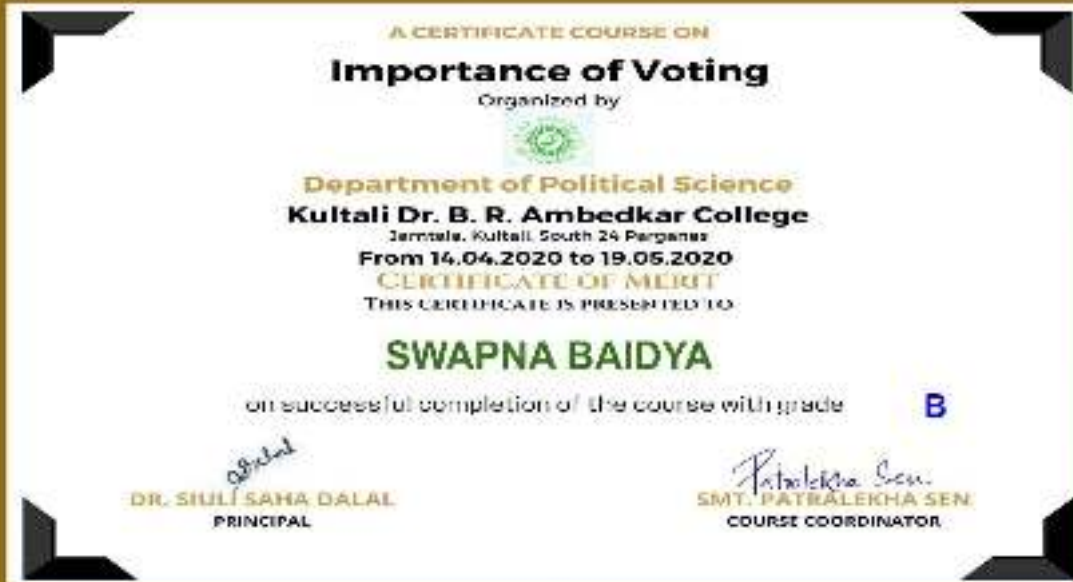 A CERTIFICATE COURSE ON
Importance of Voting
Organized by
Department of Political Science
Kultali Dr. B. R. Ambedkar College
Jamtala, Kultali, South 24 Parganas
From 14.04.2020 to 19.05.2020
CERTIFICATE OF MERIT
THIS CERTIFICATE IS PRESENTED TO
SWAPNA BAIDYA
on successful completion of the course with grade B
Patralekha Sen.
DR. SIULI SAHA DALAL
SMT. PATRALEKHA SEN
PRINCIPAL
COURSE COORDINATOR